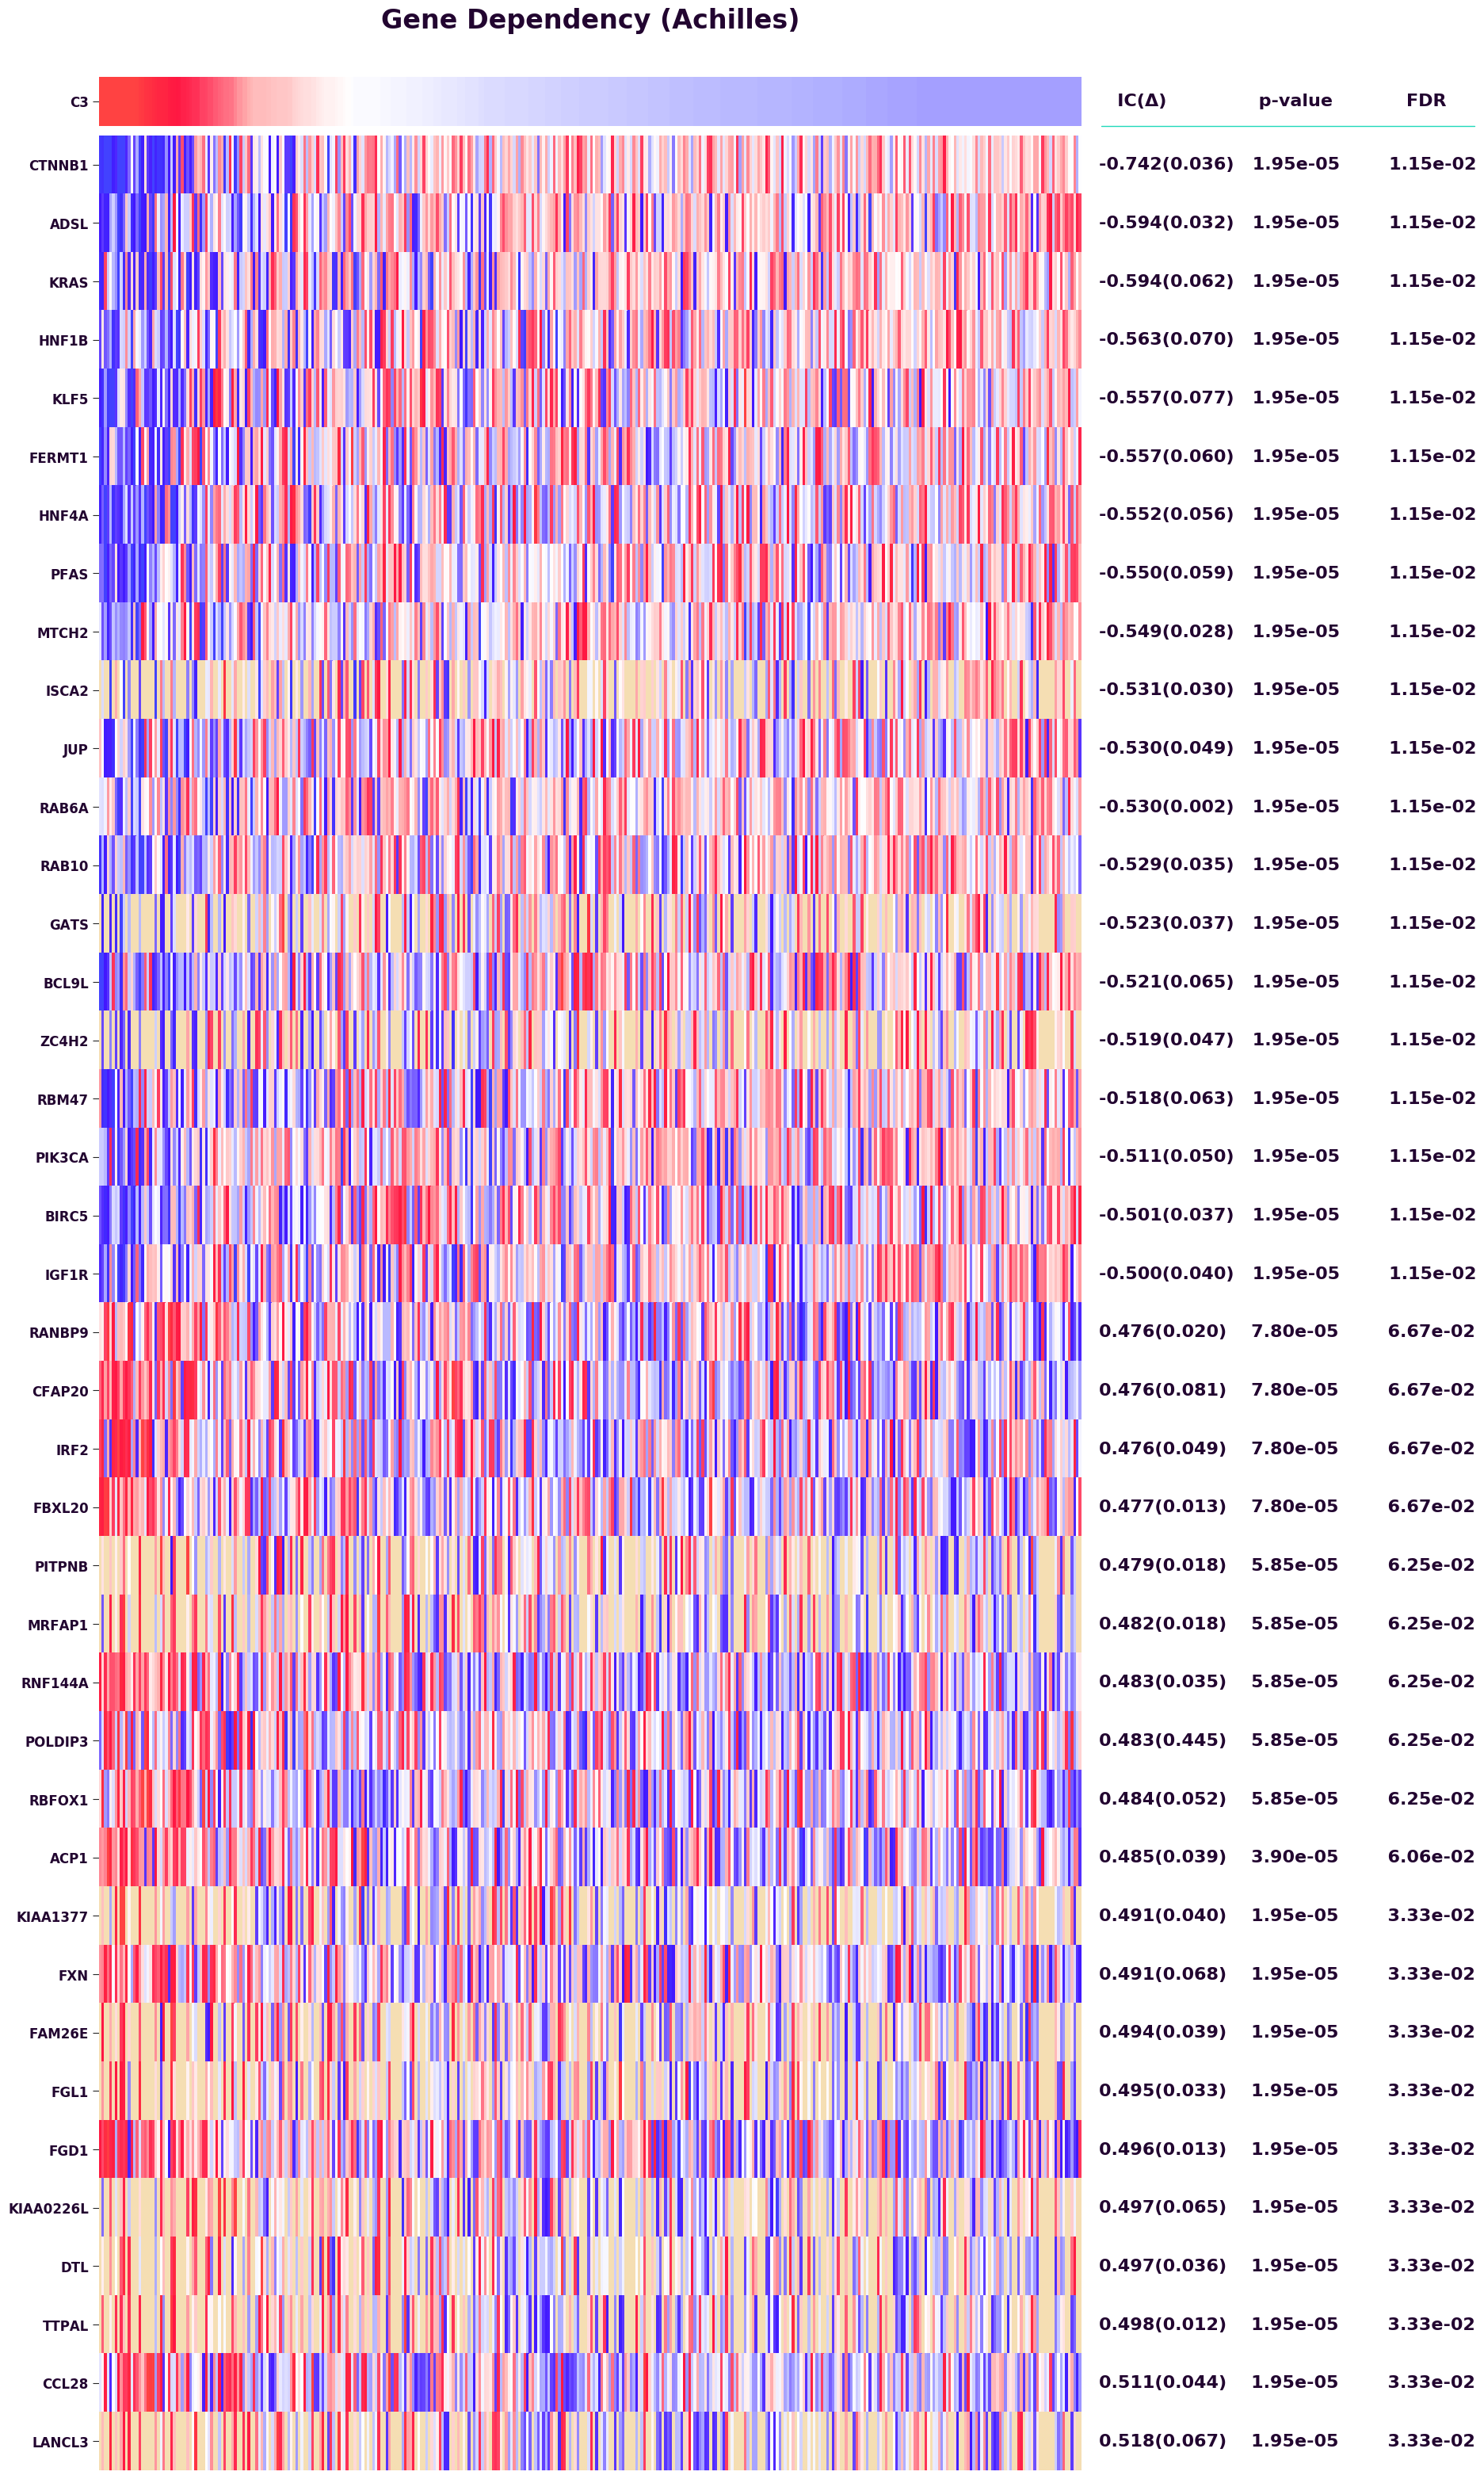 Gene Dependency (Achilles)
C3 IC(Δ) p-value FDR
CTNNB1 -0.742(0.036) 1.95e-05 1.15e-02
ADSL -0.594(0.032) 1.95e-05 1.15e-02
KRAS -0.594(0.062) 1.95e-05 1.15e-02
HNF1B -0.563(0.070) 1.95e-05 1.15e-02
KLF5 -0.557(0.077) 1.95e-05 1.15e-02
FERMT1 -0.557(0.060) 1.95e-05 1.15e-02
HNF4A -0.552(0.056) 1.95e-05 1.15e-02
PFAS -0.550(0.059) 1.95e-05 1.15e-02
MTCH2 -0.549(0.028) 1.95e-05 1.15e-02
ISCA2 -0.531(0.030) 1.95e-05 1.15e-02
JUP -0.530(0.049) 1.95e-05 1.15e-02
RAB6A -0.530(0.002) 1.95e-05 1.15e-02
RAB10 -0.529(0.035) 1.95e-05 1.15e-02
GATS -0.523(0.037) 1.95e-05 1.15e-02
BCL9L -0.521(0.065) 1.95e-05 1.15e-02
ZC4H2 -0.519(0.047) 1.95e-05 1.15e-02
RBM47 -0.518(0.063) 1.95e-05 1.15e-02
PIK3CA -0.511(0.050) 1.95e-05 1.15e-02
BIRC5 -0.501(0.037) 1.95e-05 1.15e-02
IGF1R -0.500(0.040) 1.95e-05 1.15e-02
RANBP9 0.476(0.020) 7.80e-05 6.67e-02
CFAP20 0.476(0.081) 7.80e-05 6.67e-02
IRF2 0.476(0.049) 7.80e-05 6.67e-02
FBXL20 0.477(0.013) 7.80e-05 6.67e-02
PITPNB 0.479(0.018) 5.85e-05 6.25e-02
MRFAP1 0.482(0.018) 5.85e-05 6.25e-02
RNF144A 0.483(0.035) 5.85e-05 6.25e-02
POLDIP3 0.483(0.445) 5.85e-05 6.25e-02
RBFOX1 0.484(0.052) 5.85e-05 6.25e-02
ACP1 0.485(0.039) 3.90e-05 6.06e-02
KIAA1377 0.491(0.040) 1.95e-05 3.33e-02
FXN 0.491(0.068) 1.95e-05 3.33e-02
FAM26E 0.494(0.039) 1.95e-05 3.33e-02
FGL1 0.495(0.033) 1.95e-05 3.33e-02
FGD1 0.496(0.013) 1.95e-05 3.33e-02
KIAA0226L 0.497(0.065) 1.95e-05 3.33e-02
DTL 0.497(0.036) 1.95e-05 3.33e-02
TTPAL 0.498(0.012) 1.95e-05 3.33e-02
CCL28 0.511(0.044) 1.95e-05 3.33e-02
LANCL3 0.518(0.067) 1.95e-05 3.33e-02